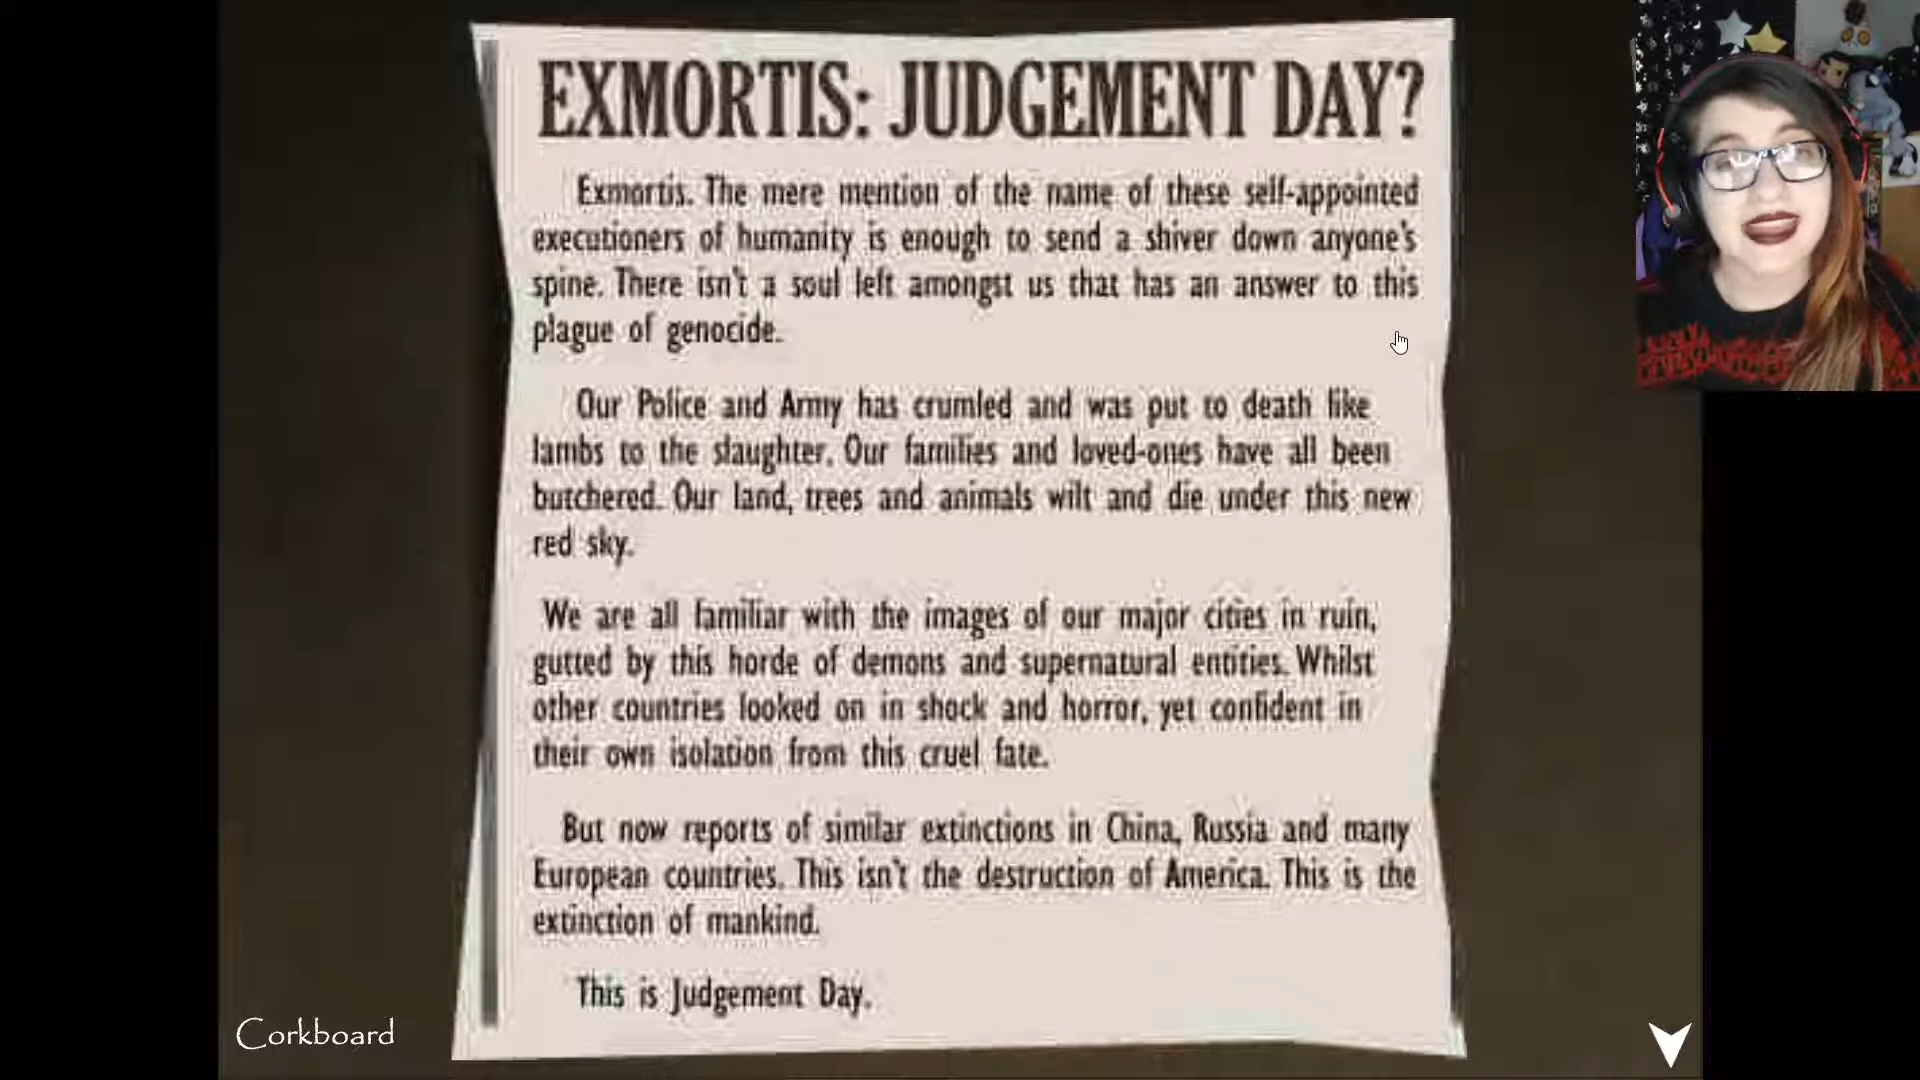 EXMORTIS: JUDGEMENT DAY?
Exmortis. The mere mention of the name of these self-appointed
executioners of humanity is enough to send a shiver down anyone's
spine. There isn't a soul left amongst us that has an answer to this
plague of genocide.
Our Police and Army has crumled and was put to death like
lambs to the slaughter. Our families and loved-ones have all been
butchered. Our land, trees and animals wilt and die under this new
red sky.
We are all familiar with the images of our major cities in ruin,
gutted by this horde of demons and supernatural entities. Whilst
other countries looked on in shock and horror, yet confident in
their own isolation from this cruel fate.
But now reports of similar extinctions in China, Russia and many
European countries. This isn't the destruction of America. This is the
extinction of mankind.
This is Judgement Day.
Corkboard